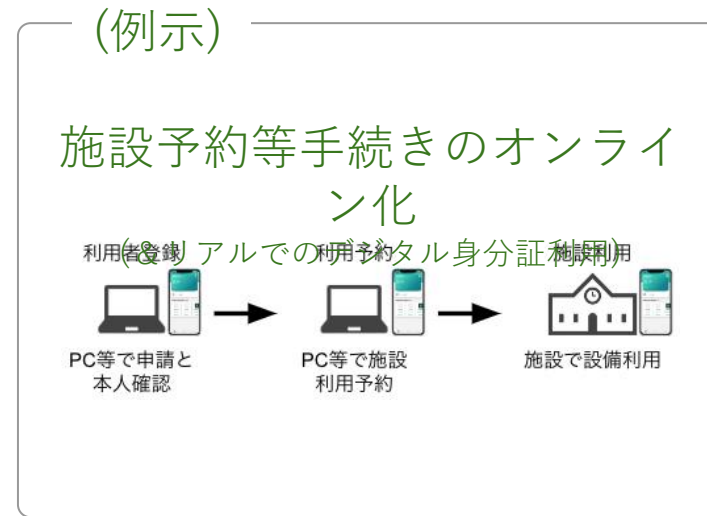 (例示)
施設予約等手続きのオンライ
ン化
(&リアルでのデジタル身分証利用)
利用者登録
利用予約
施設利用
PC等で申請と
本人確認
PC等で施設
利用予約
施設で設備利用